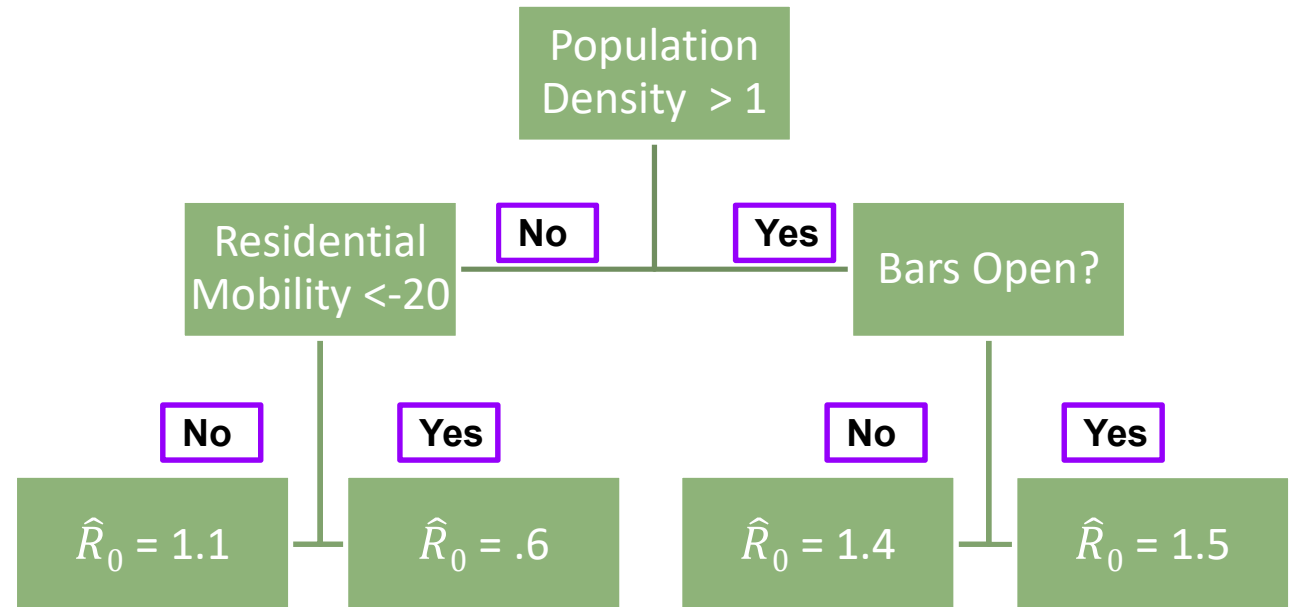 Population
Density > 1
No
Yes
Residential
Mobility <-20
Bars Open?
No
Yes
No
Yes
R̂₀ = 1.1
R̂₀ = .6
R̂₀ = 1.4
R̂₀ = 1.5